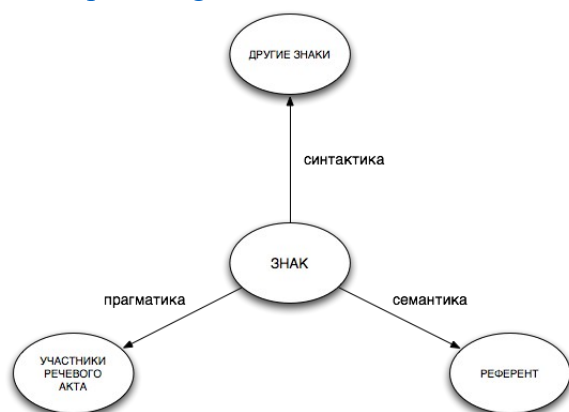 ДРУГИЕ ЗНАКИ
синтактика
ЗНАК
прагматика
семантика
УЧАСТНИКИ
РЕЧЕВОГО
АКТА
РЕФЕРЕНТ